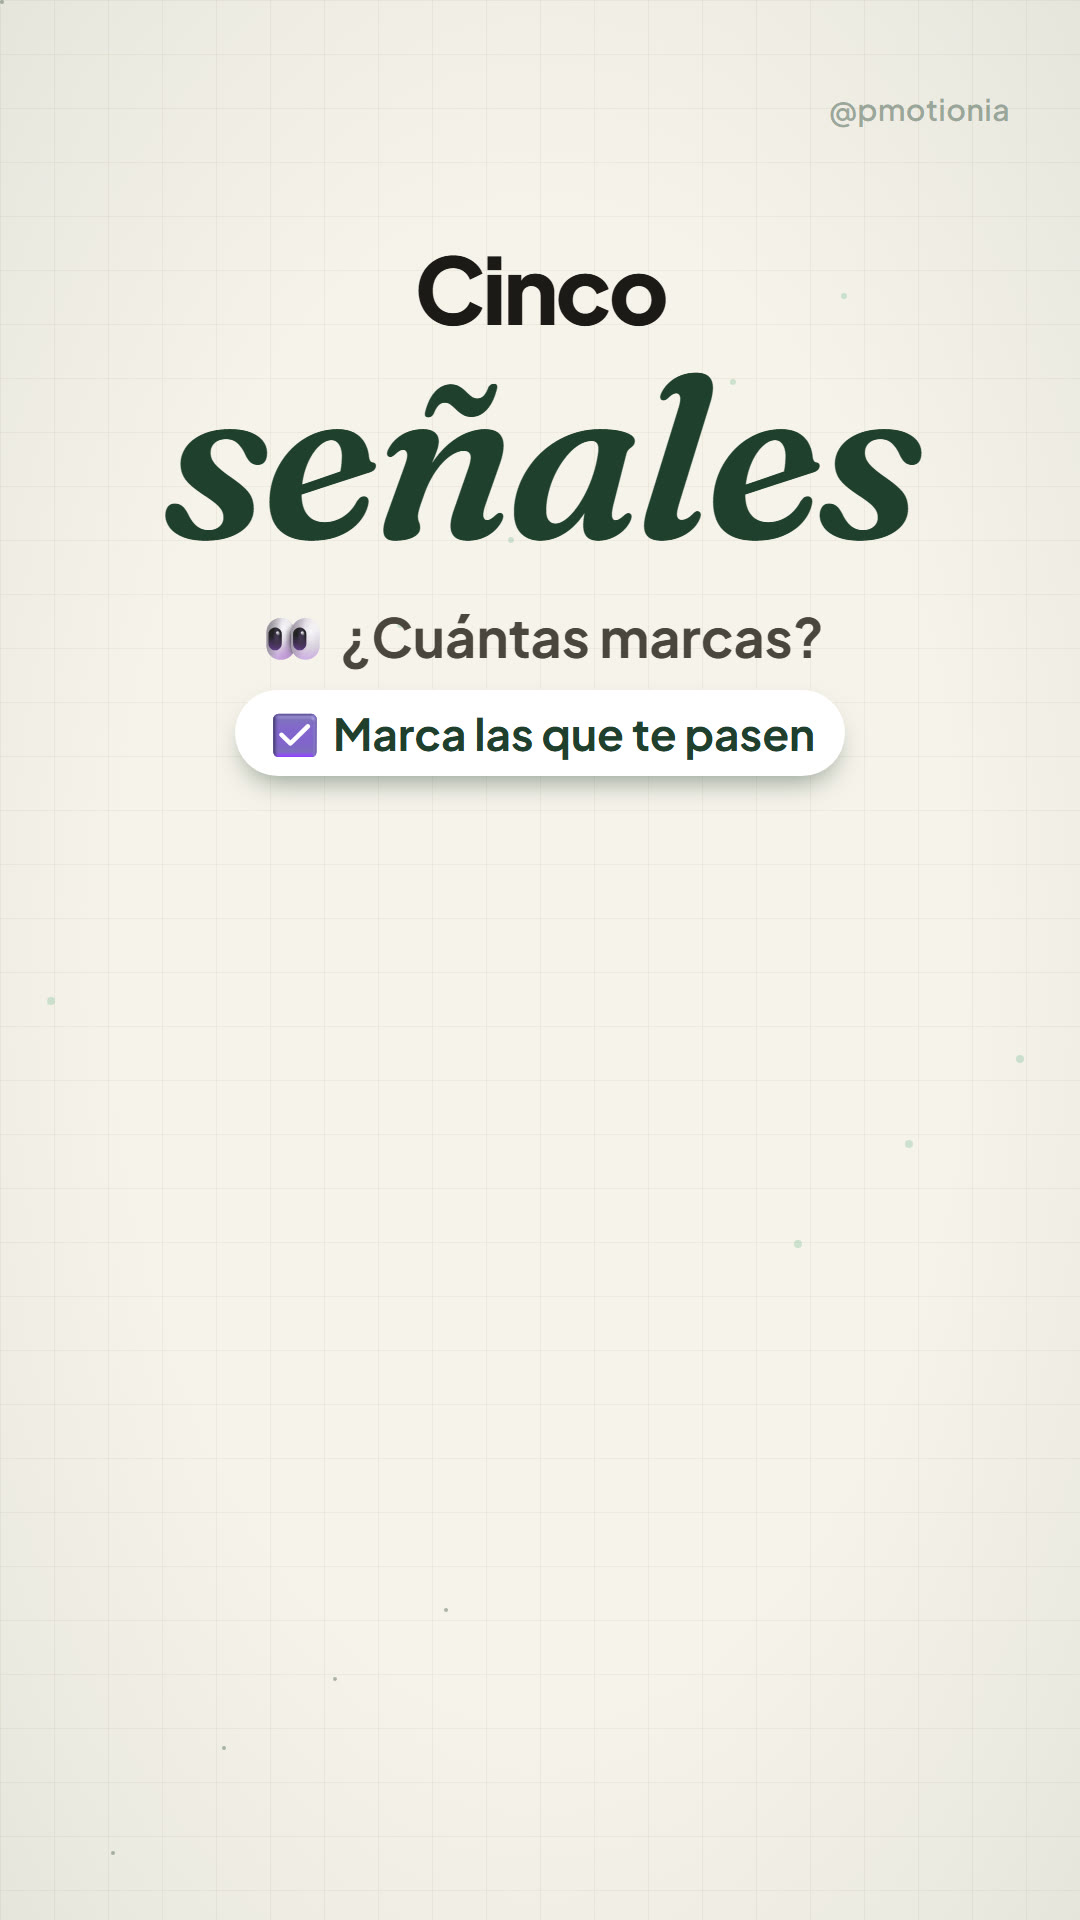 @pmotionia
Cinco
señales
👀 ¿Cuántas marcas?
☑️ Marca las que te pasen